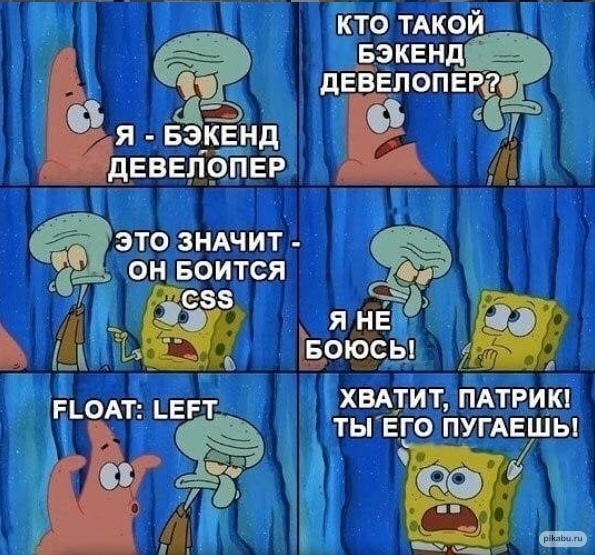 Я - БЭКЕНД
ДЕВЕЛОПЕР
КТО ТАКОЙ
БЭКЕНД
ДЕВЕЛОПЕР?
ЭТО ЗНАЧИТ -
ОН БОИТСЯ
CSS
Я НЕ
БОЮСЬ!
FLOAT: LEFT
ХВАТИТ, ПАТРИК!
ТЫ ЕГО ПУГАЕШЬ!
pikabu.ru